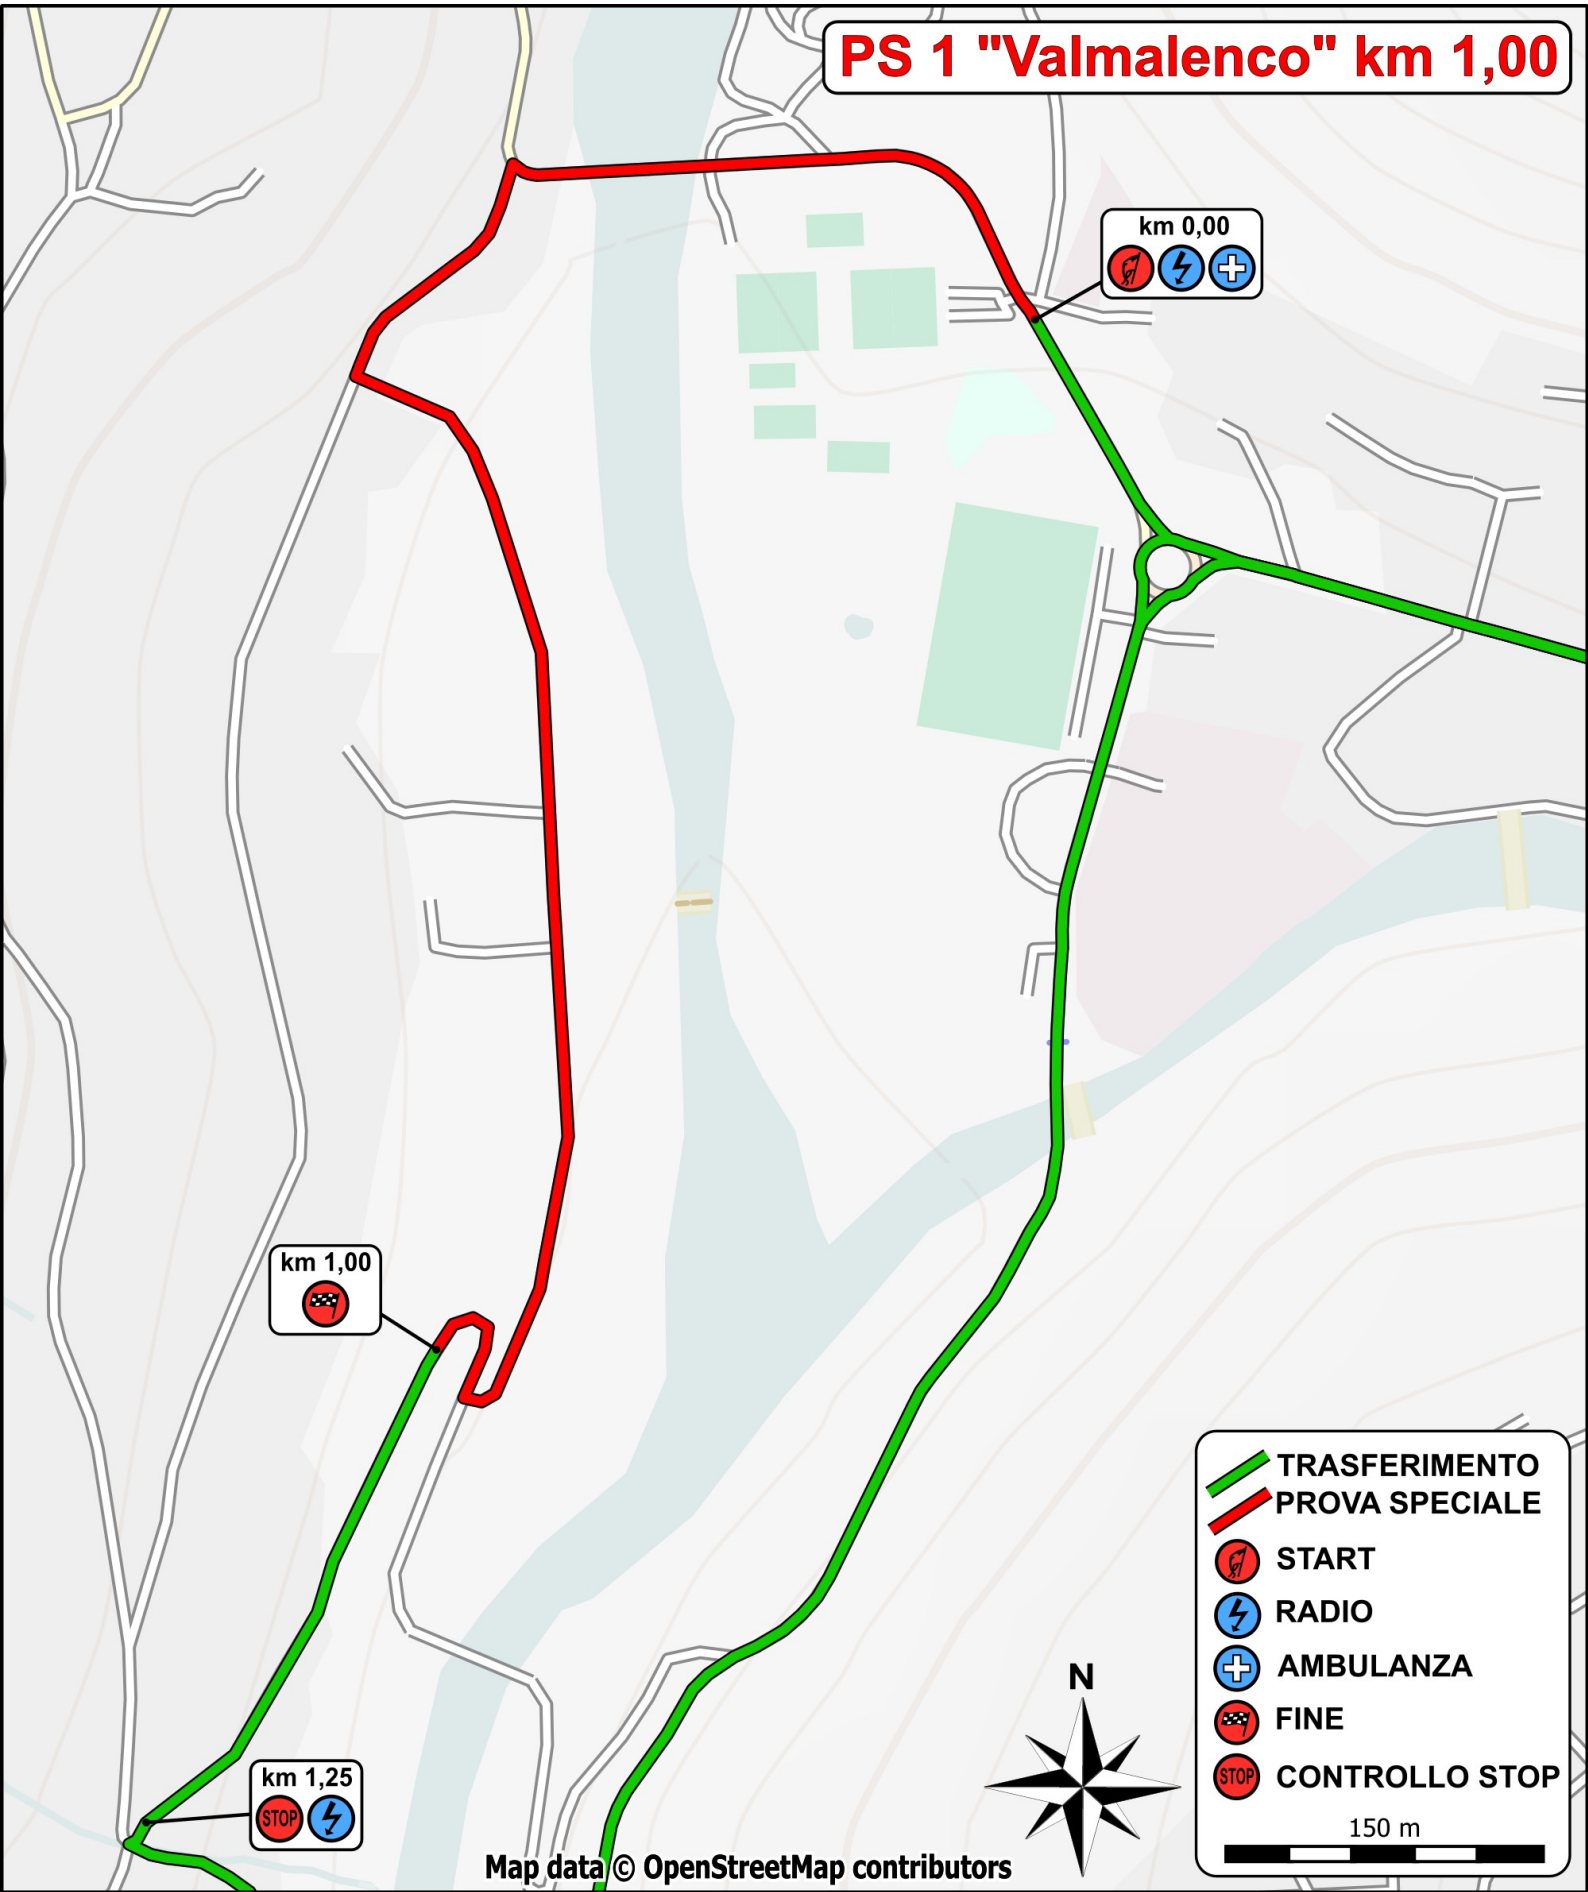 PS 1 "Valmalenco" km 1,00
km 0,00
km 1,00
km 1,25
STOP
TRASFERIMENTO
PROVA SPECIALE
START
RADIO
AMBULANZA
FINE
STOP CONTROLLO STOP
150 m
N
Map data © OpenStreetMap contributors